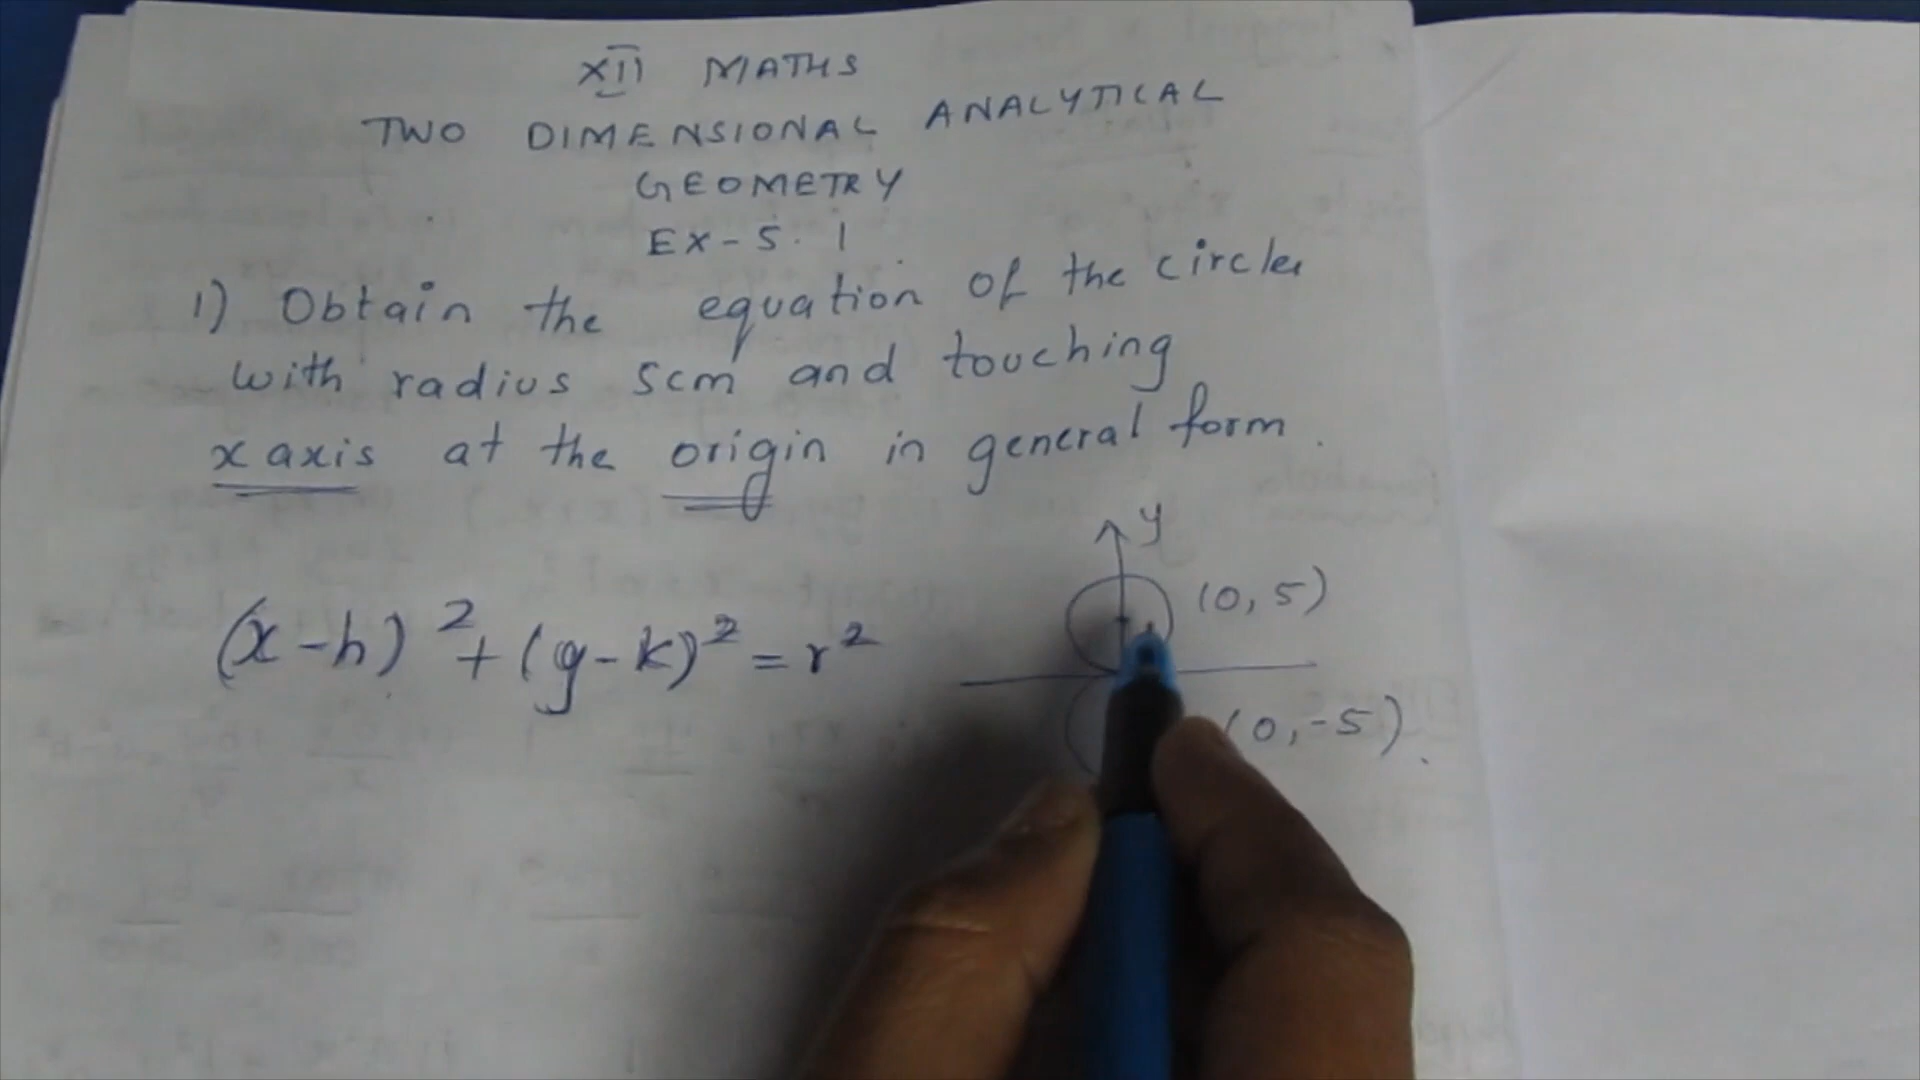 XII MATHS
TWO DIMENSIONAL ANALYTICAL
GEOMETRY
EX-5.1
1) Obtain the equation of the circle
with radius 5cm and touching
x axis at the origin in general form.
y
(0, 5)
(x-h)² + (y-k)² = r²
(0, -5)